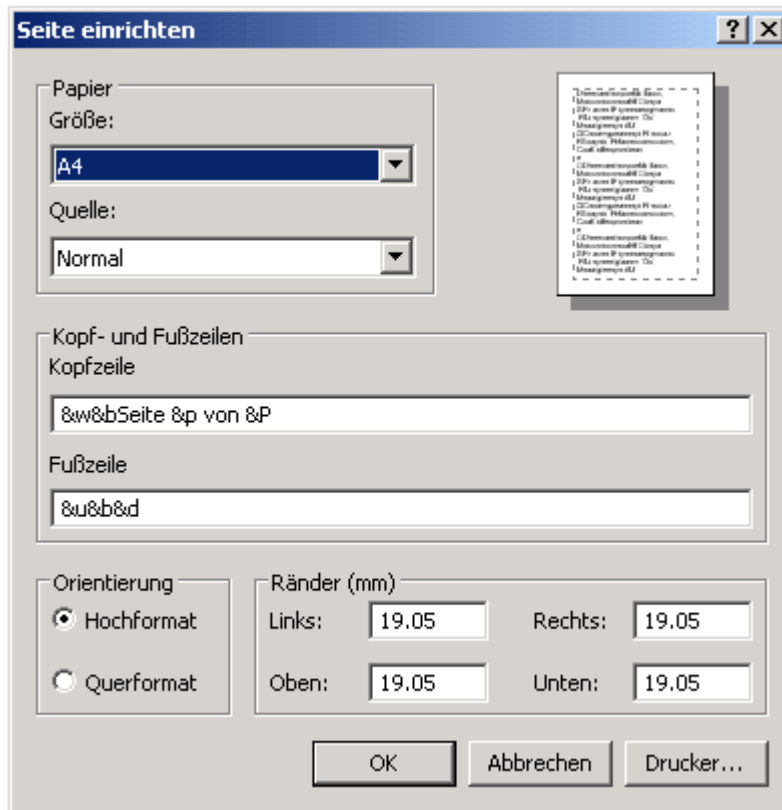 Seite einrichten
Papier
Größe:
A4
Quelle:
Normal
Kopf- und Fußzeilen
Kopfzeile
&w&bSeite &p von &P
Fußzeile
&u&b&d
Orientierung
Hochformat
Querformat
Ränder (mm)
Links: 19.05 Rechts: 19.05
Oben: 19.05 Unten: 19.05
OK Abbrechen Drucker...